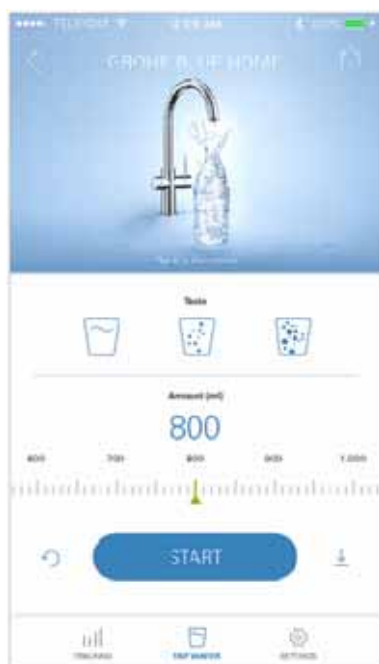 GROHE BLUE HOME
Taste
Amount (ml)
800
600 700 800 900 1.000
START
TRACKING TAP WATER SETTINGS